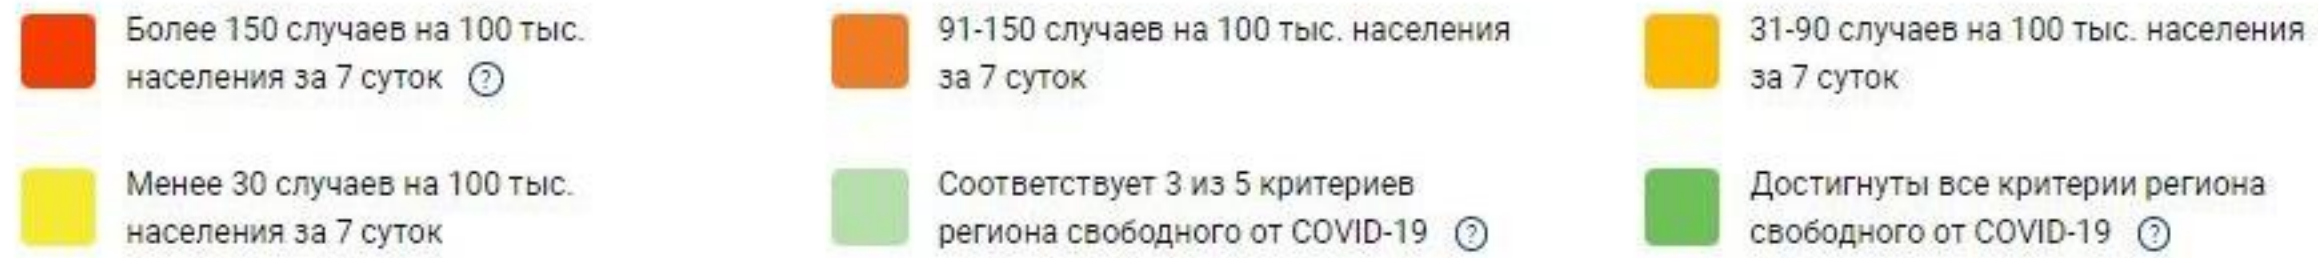 Более 150 случаев на 100 тыс.
населения за 7 суток ?
91-150 случаев на 100 тыс. населения
за 7 суток
31-90 случаев на 100 тыс. населения
за 7 суток
Менее 30 случаев на 100 тыс.
населения за 7 суток
Соответствует 3 из 5 критериев
региона свободного от COVID-19 ?
Достигнуты все критерии региона
свободного от COVID-19 ?